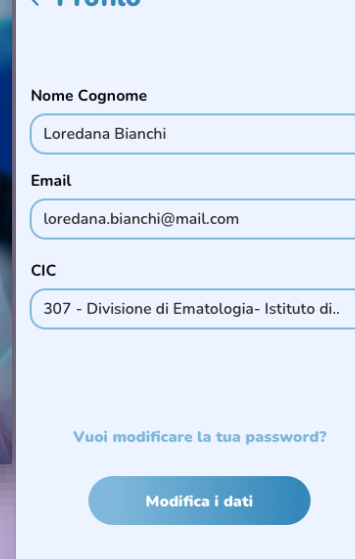 Profilo
Nome Cognome
Loredana Bianchi
Email
loredana.bianchi@mail.com
CIC
307 - Divisione di Ematologia- Istituto di..
Vuoi modificare la tua password?
Modifica i dati